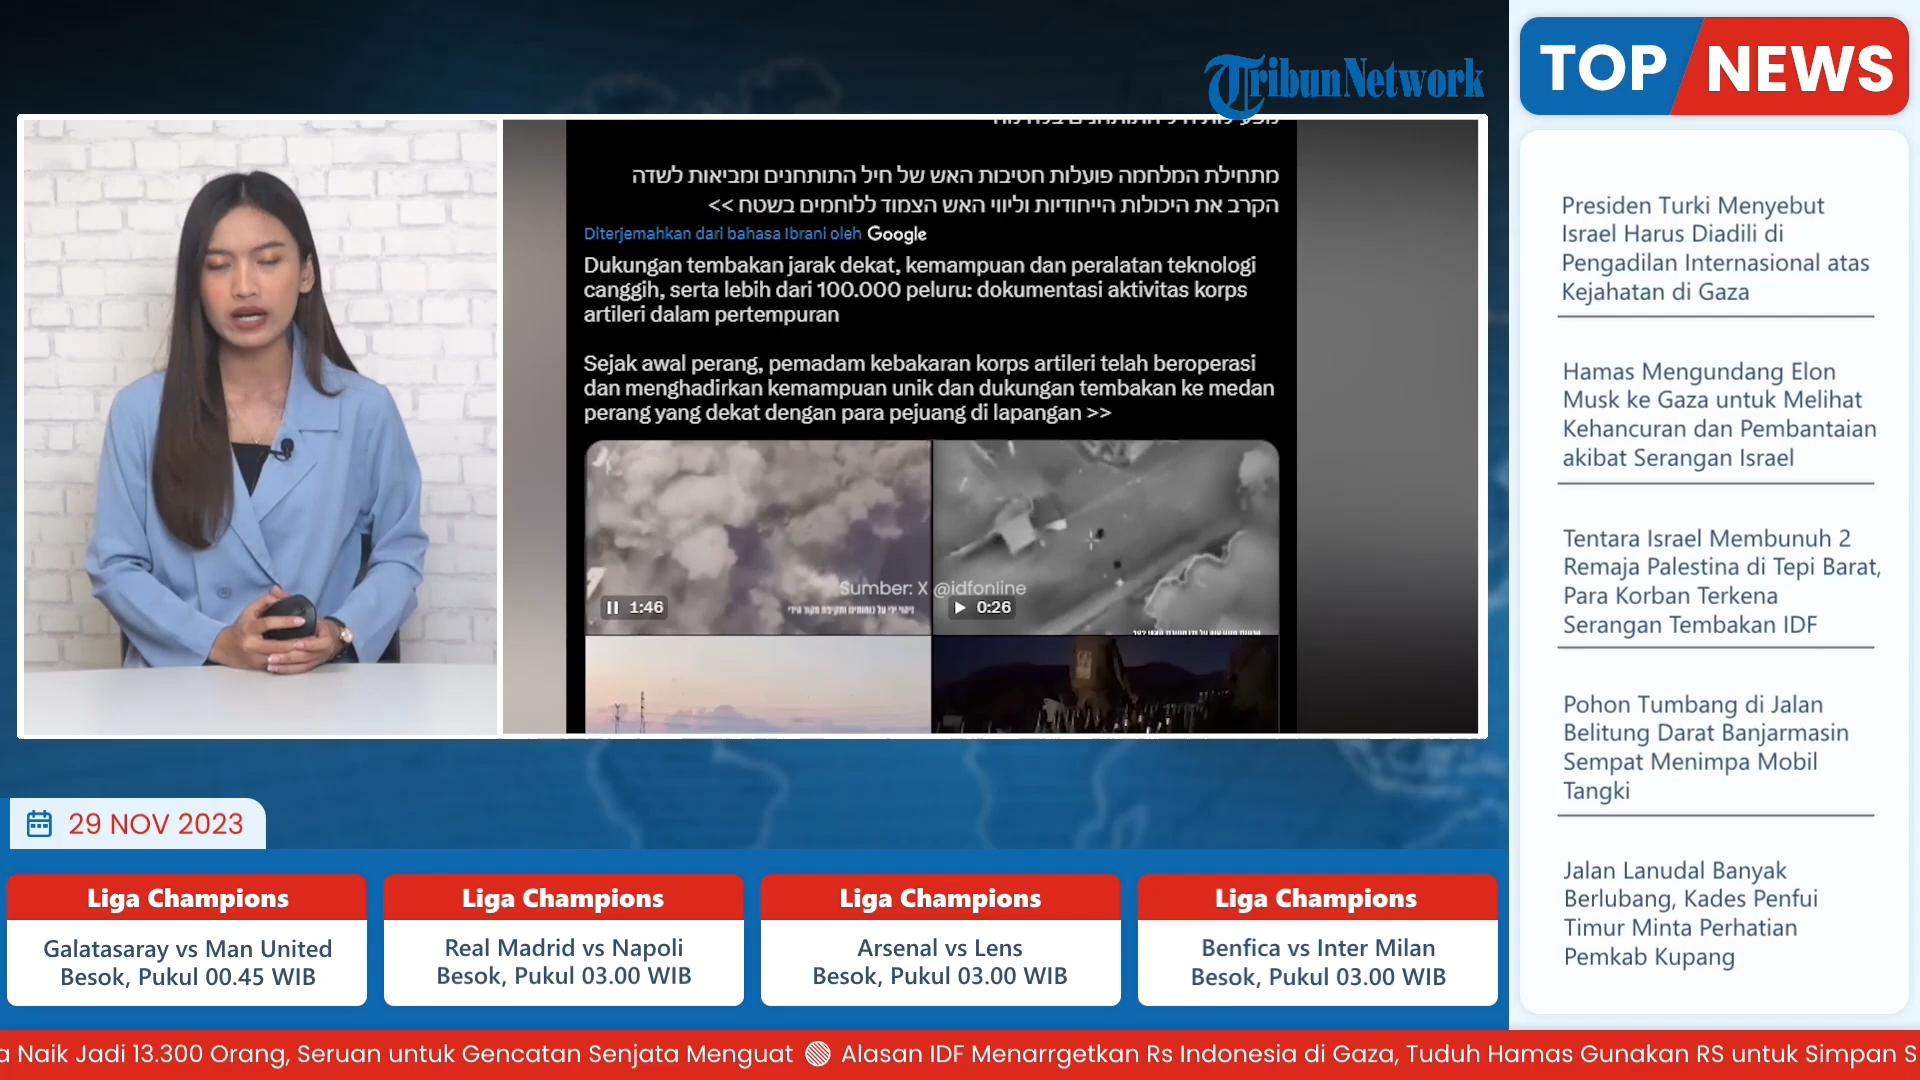 TribunNetwork
TOP NEWS
מתחילת המלחמה פועלות חטיבות האש של חיל התותחנים ומביאות לשדה
הקרב את היכולות הייחודיות וליווי האש הצמוד ללוחמים בשטח >>
Diterjemahkan dari bahasa Ibrani oleh Google
Dukungan tembakan jarak dekat, kemampuan dan peralatan teknologi
canggih, serta lebih dari 100.000 peluru: dokumentasi aktivitas korps
artileri dalam pertempuran
Sejak awal perang, pemadam kebakaran korps artileri telah beroperasi
dan menghadirkan kemampuan unik dan dukungan tembakan ke medan
perang yang dekat dengan para pejuang di lapangan >>
Sumber: X @idfonline
1:46
0:26
Presiden Turki Menyebut
Israel Harus Diadili di
Pengadilan Internasional atas
Kejahatan di Gaza
Hamas Mengundang Elon
Musk ke Gaza untuk Melihat
Kehancuran dan Pembantaian
akibat Serangan Israel
Tentara Israel Membunuh 2
Remaja Palestina di Tepi Barat,
Para Korban Terkena
Serangan Tembakan IDF
Pohon Tumbang di Jalan
Belitung Darat Banjarmasin
Sempat Menimpa Mobil
Tangki
Jalan Lanudal Banyak
Berlubang, Kades Penfui
Timur Minta Perhatian
Pemkab Kupang
29 NOV 2023
Liga Champions
Galatasaray vs Man United
Besok, Pukul 00.45 WIB
Liga Champions
Real Madrid vs Napoli
Besok, Pukul 03.00 WIB
Liga Champions
Arsenal vs Lens
Besok, Pukul 03.00 WIB
Liga Champions
Benfica vs Inter Milan
Besok, Pukul 03.00 WIB
a Naik Jadi 13.300 Orang, Seruan untuk Gencatan Senjata Menguat Alasan IDF Menarrgetkan Rs Indonesia di Gaza, Tuduh Hamas Gunakan RS untuk Simpan S